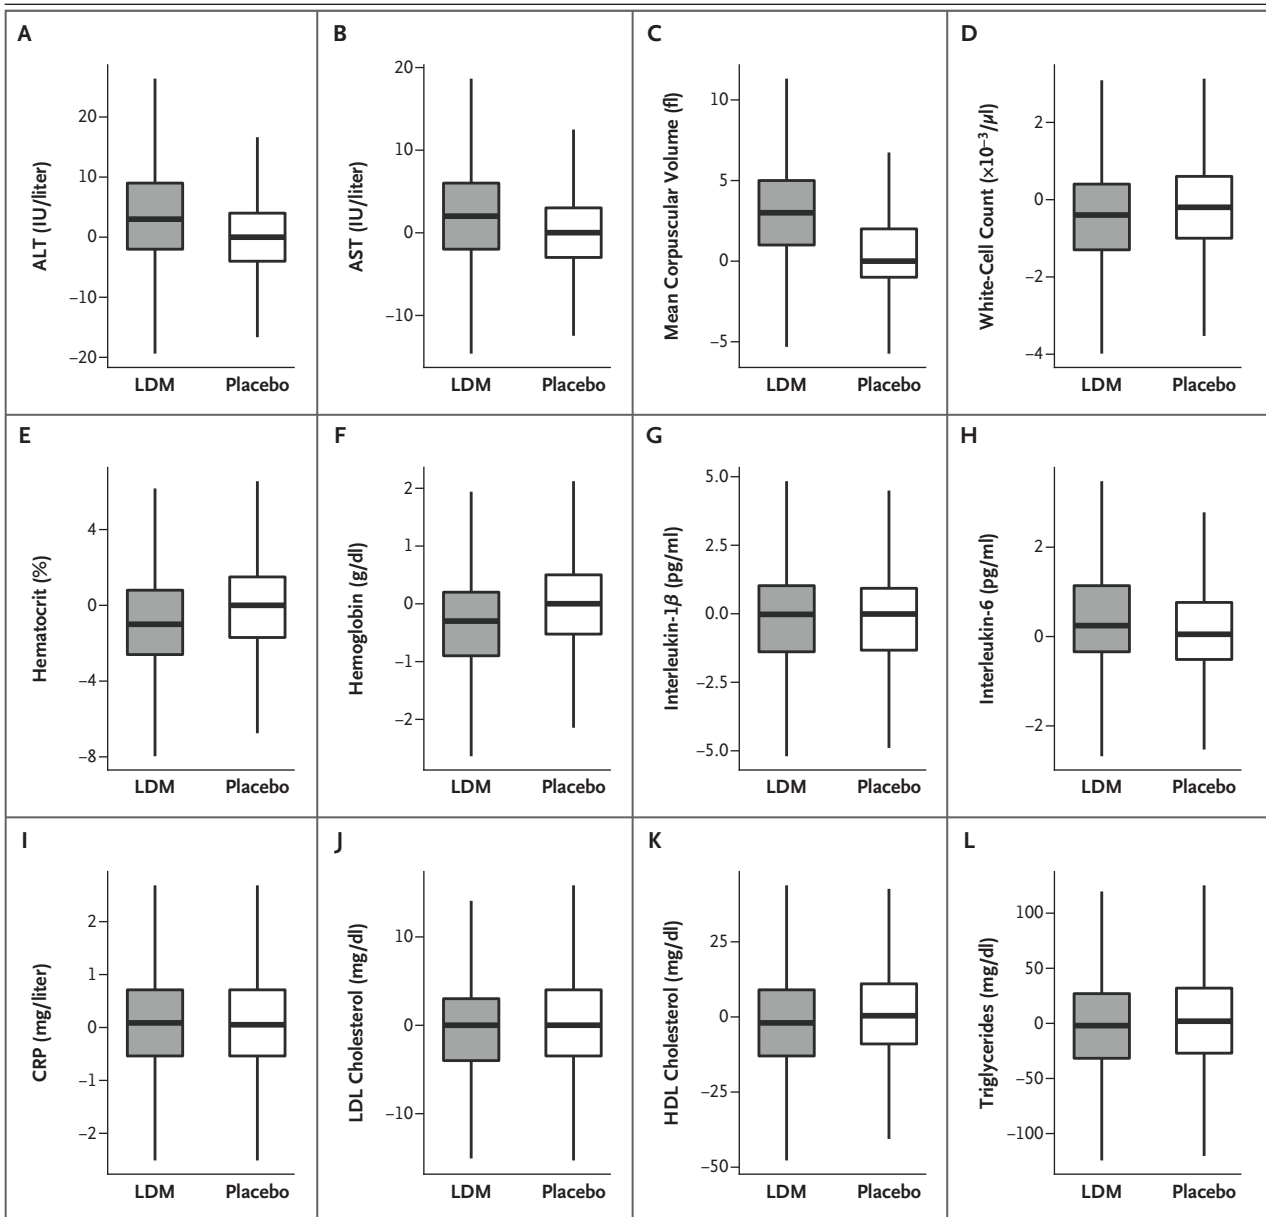 A
ALT (IU/liter)
20
10
0
−10
−20
LDM Placebo
B
AST (IU/liter)
20
10
0
−10
LDM Placebo
C
Mean Corpuscular Volume (fl)
10
5
0
−5
LDM Placebo
D
White-Cell Count (×10⁻³/μl)
2
0
−2
−4
LDM Placebo
E
Hematocrit (%)
4
0
−4
−8
LDM Placebo
F
Hemoglobin (g/dl)
2
1
0
−1
−2
LDM Placebo
G
Interleukin-1β (pg/ml)
5.0
2.5
0.0
−2.5
−5.0
LDM Placebo
H
Interleukin-6 (pg/ml)
2
0
−2
LDM Placebo
I
CRP (mg/liter)
2
1
0
−1
−2
LDM Placebo
J
LDL Cholesterol (mg/dl)
10
0
−10
LDM Placebo
K
HDL Cholesterol (mg/dl)
25
0
−25
−50
LDM Placebo
L
Triglycerides (mg/dl)
100
50
0
−50
−100
LDM Placebo